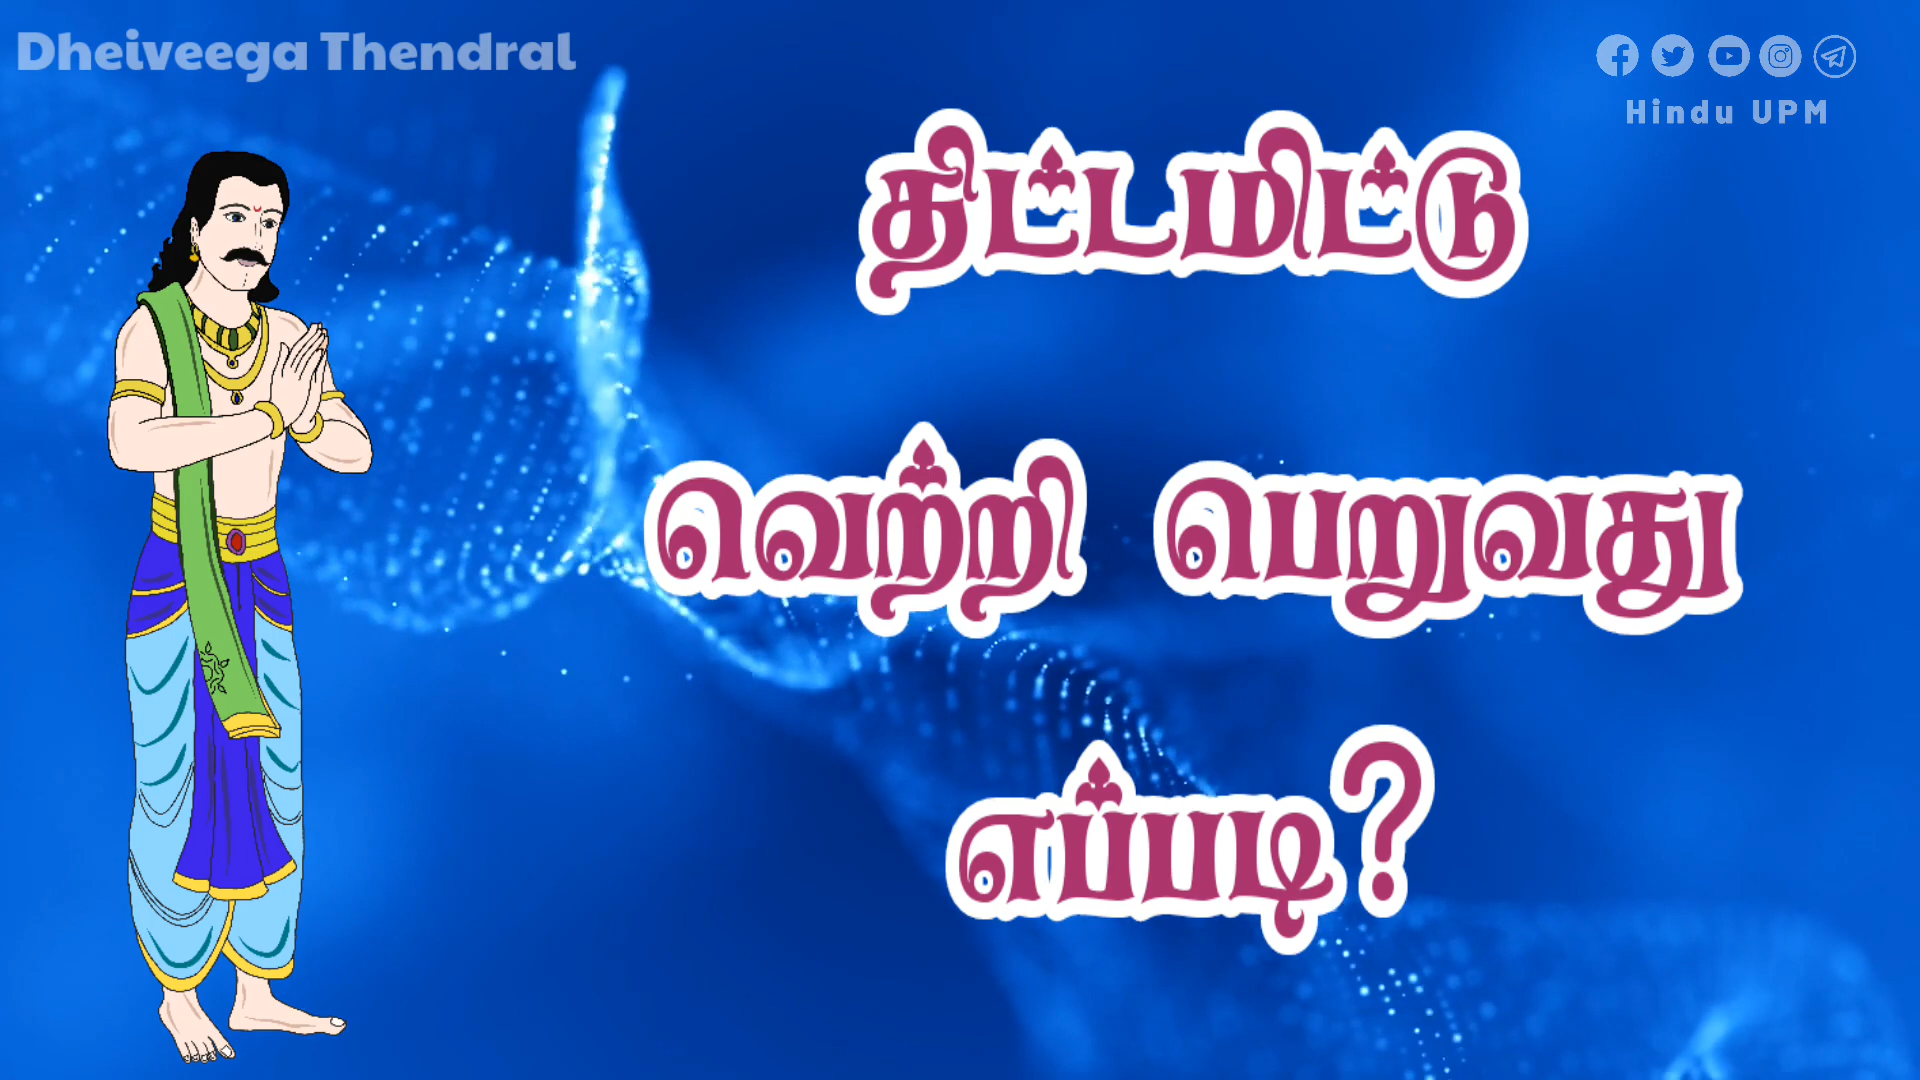 Dheiveega Thendral
Hindu UPM
திட்டமிட்டு
வெற்றி பெறுவது
எப்படி?